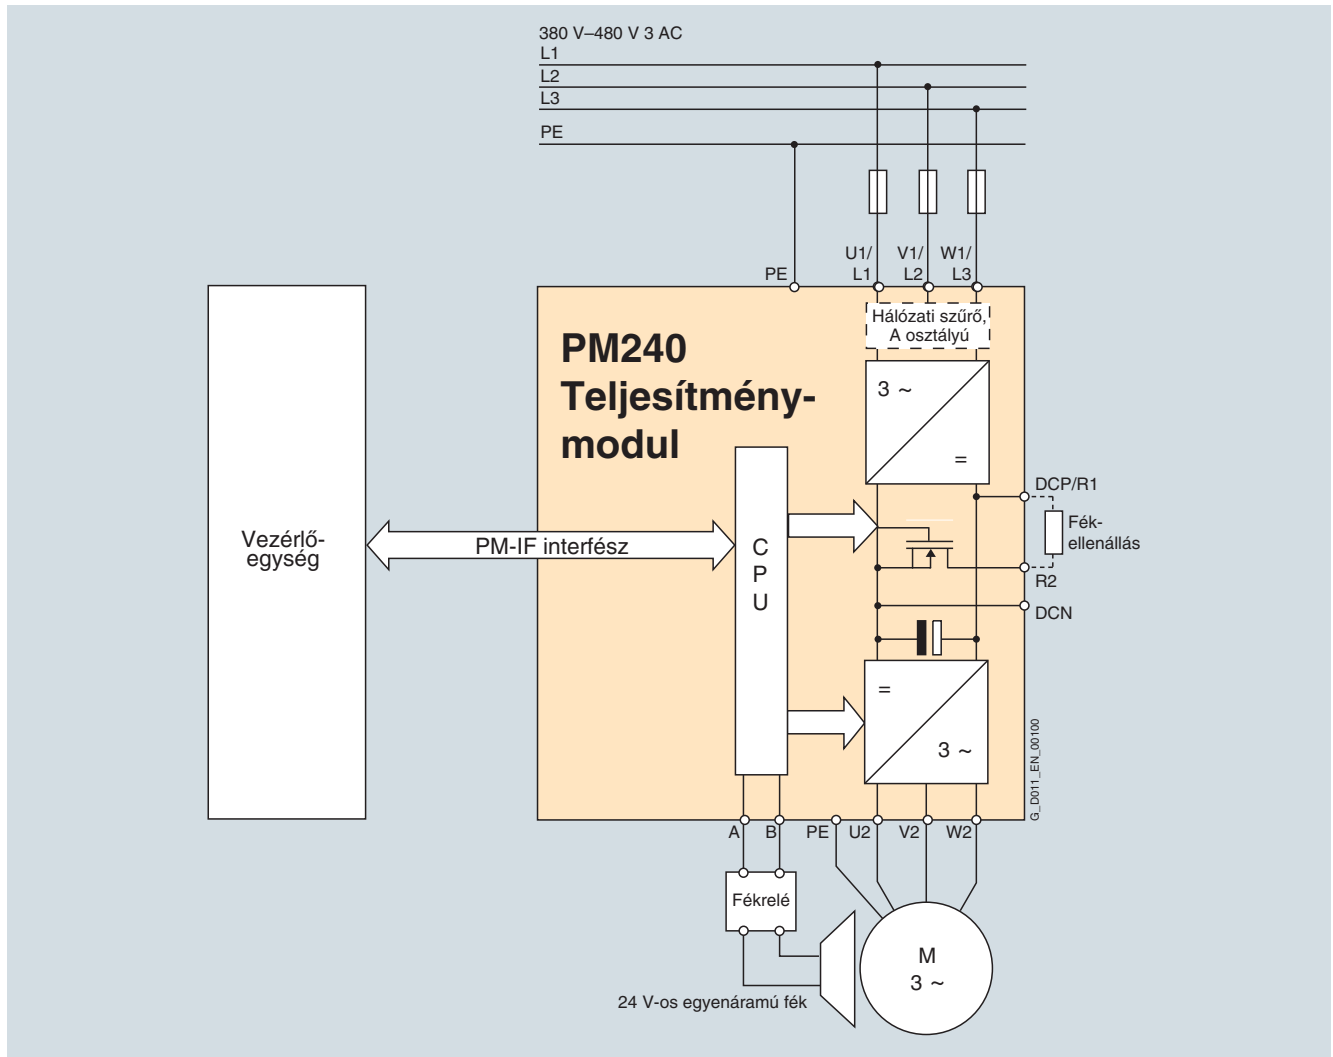 380 V–480 V 3 AC
L1
L2
L3
PE
U1/ V1/ W1/
PE L1 L2 L3
Hálózati szűrő,
A osztályú
PM240
Teljesítmény-
modul
3 ~
=
DCP/R1
Fék-
ellenállás
R2
DCN
Vezérlő-
egység
PM-IF interfész
C
P
U
=
3 ~
G_D011_EN_00100
A B PE U2 V2 W2
Fékrelé
M
3 ~
24 V-os egyenáramú fék